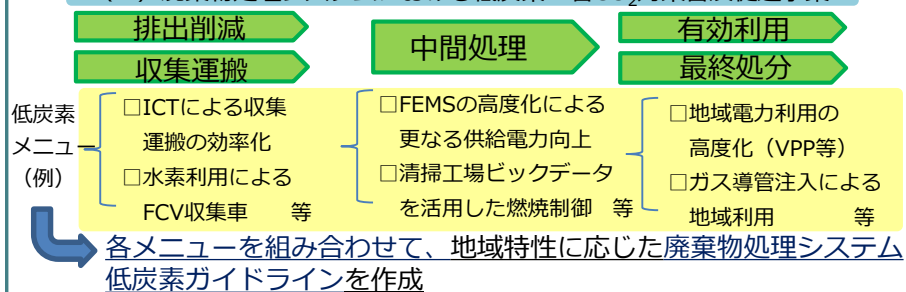 排出削減
収集運搬
中間処理
有効利用
最終処分
低炭素
メニュー
(例)
□ICTによる収集
運搬の効率化
□水素利用による
FCV収集車 等
□FEMSの高度化による
更なる供給電力向上
□清掃工場ビックデータ
を活用した燃焼制御 等
□地域電力利用の
高度化(VPP等)
□ガス導管注入による
地域利用 等
各メニューを組み合わせて、地域特性に応じた廃棄物処理システム
低炭素ガイドラインを作成